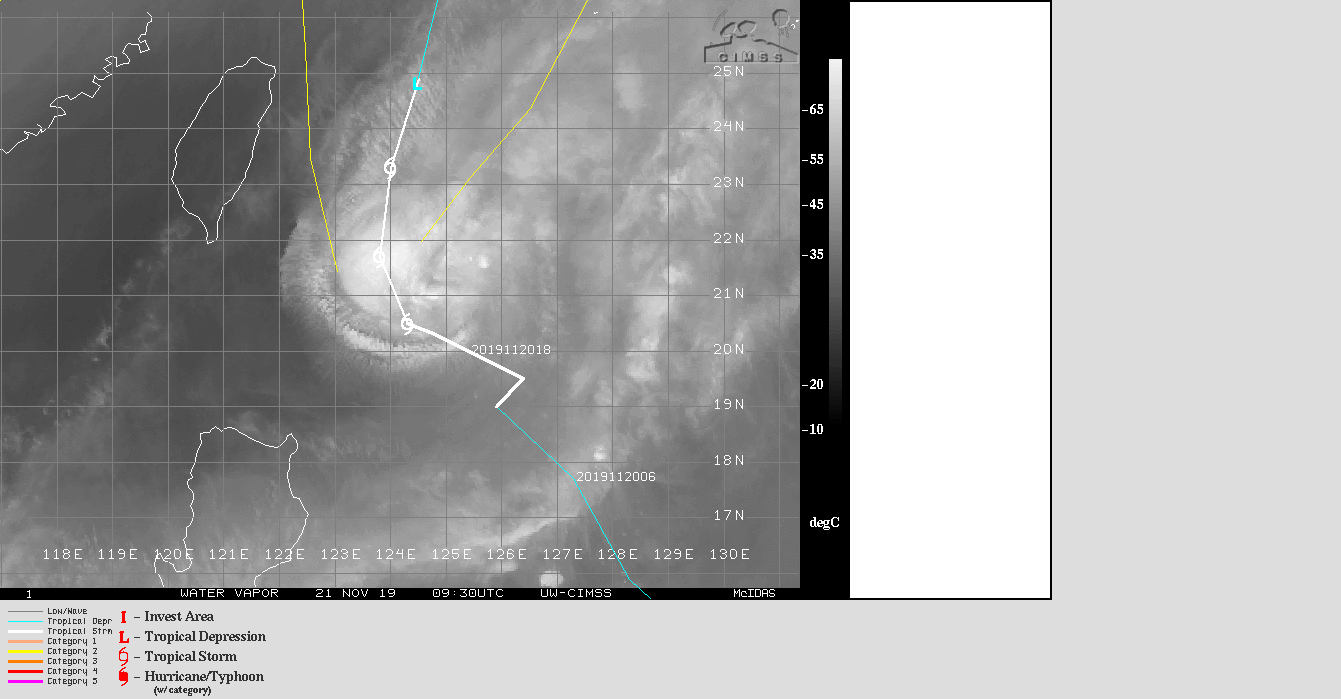 CIMSS
25N
24N
23N
22N
21N
20N
19N
18N
17N
-65
-55
-45
-35
-20
-10
degC
L
2019112018
2019112006
118E 119E 120E 121E 122E 123E 124E 125E 126E 127E 128E 129E 130E
1 WATER VAPOR 21 NOV 19 09:30UTC UW-CIMSS McIDAS
Low/Wave
Tropical Depr
Tropical Strm
Category 1
Category 2
Category 3
Category 4
Category 5
I - Invest Area
L - Tropical Depression
- Tropical Storm
- Hurricane/Typhoon
(w/category)